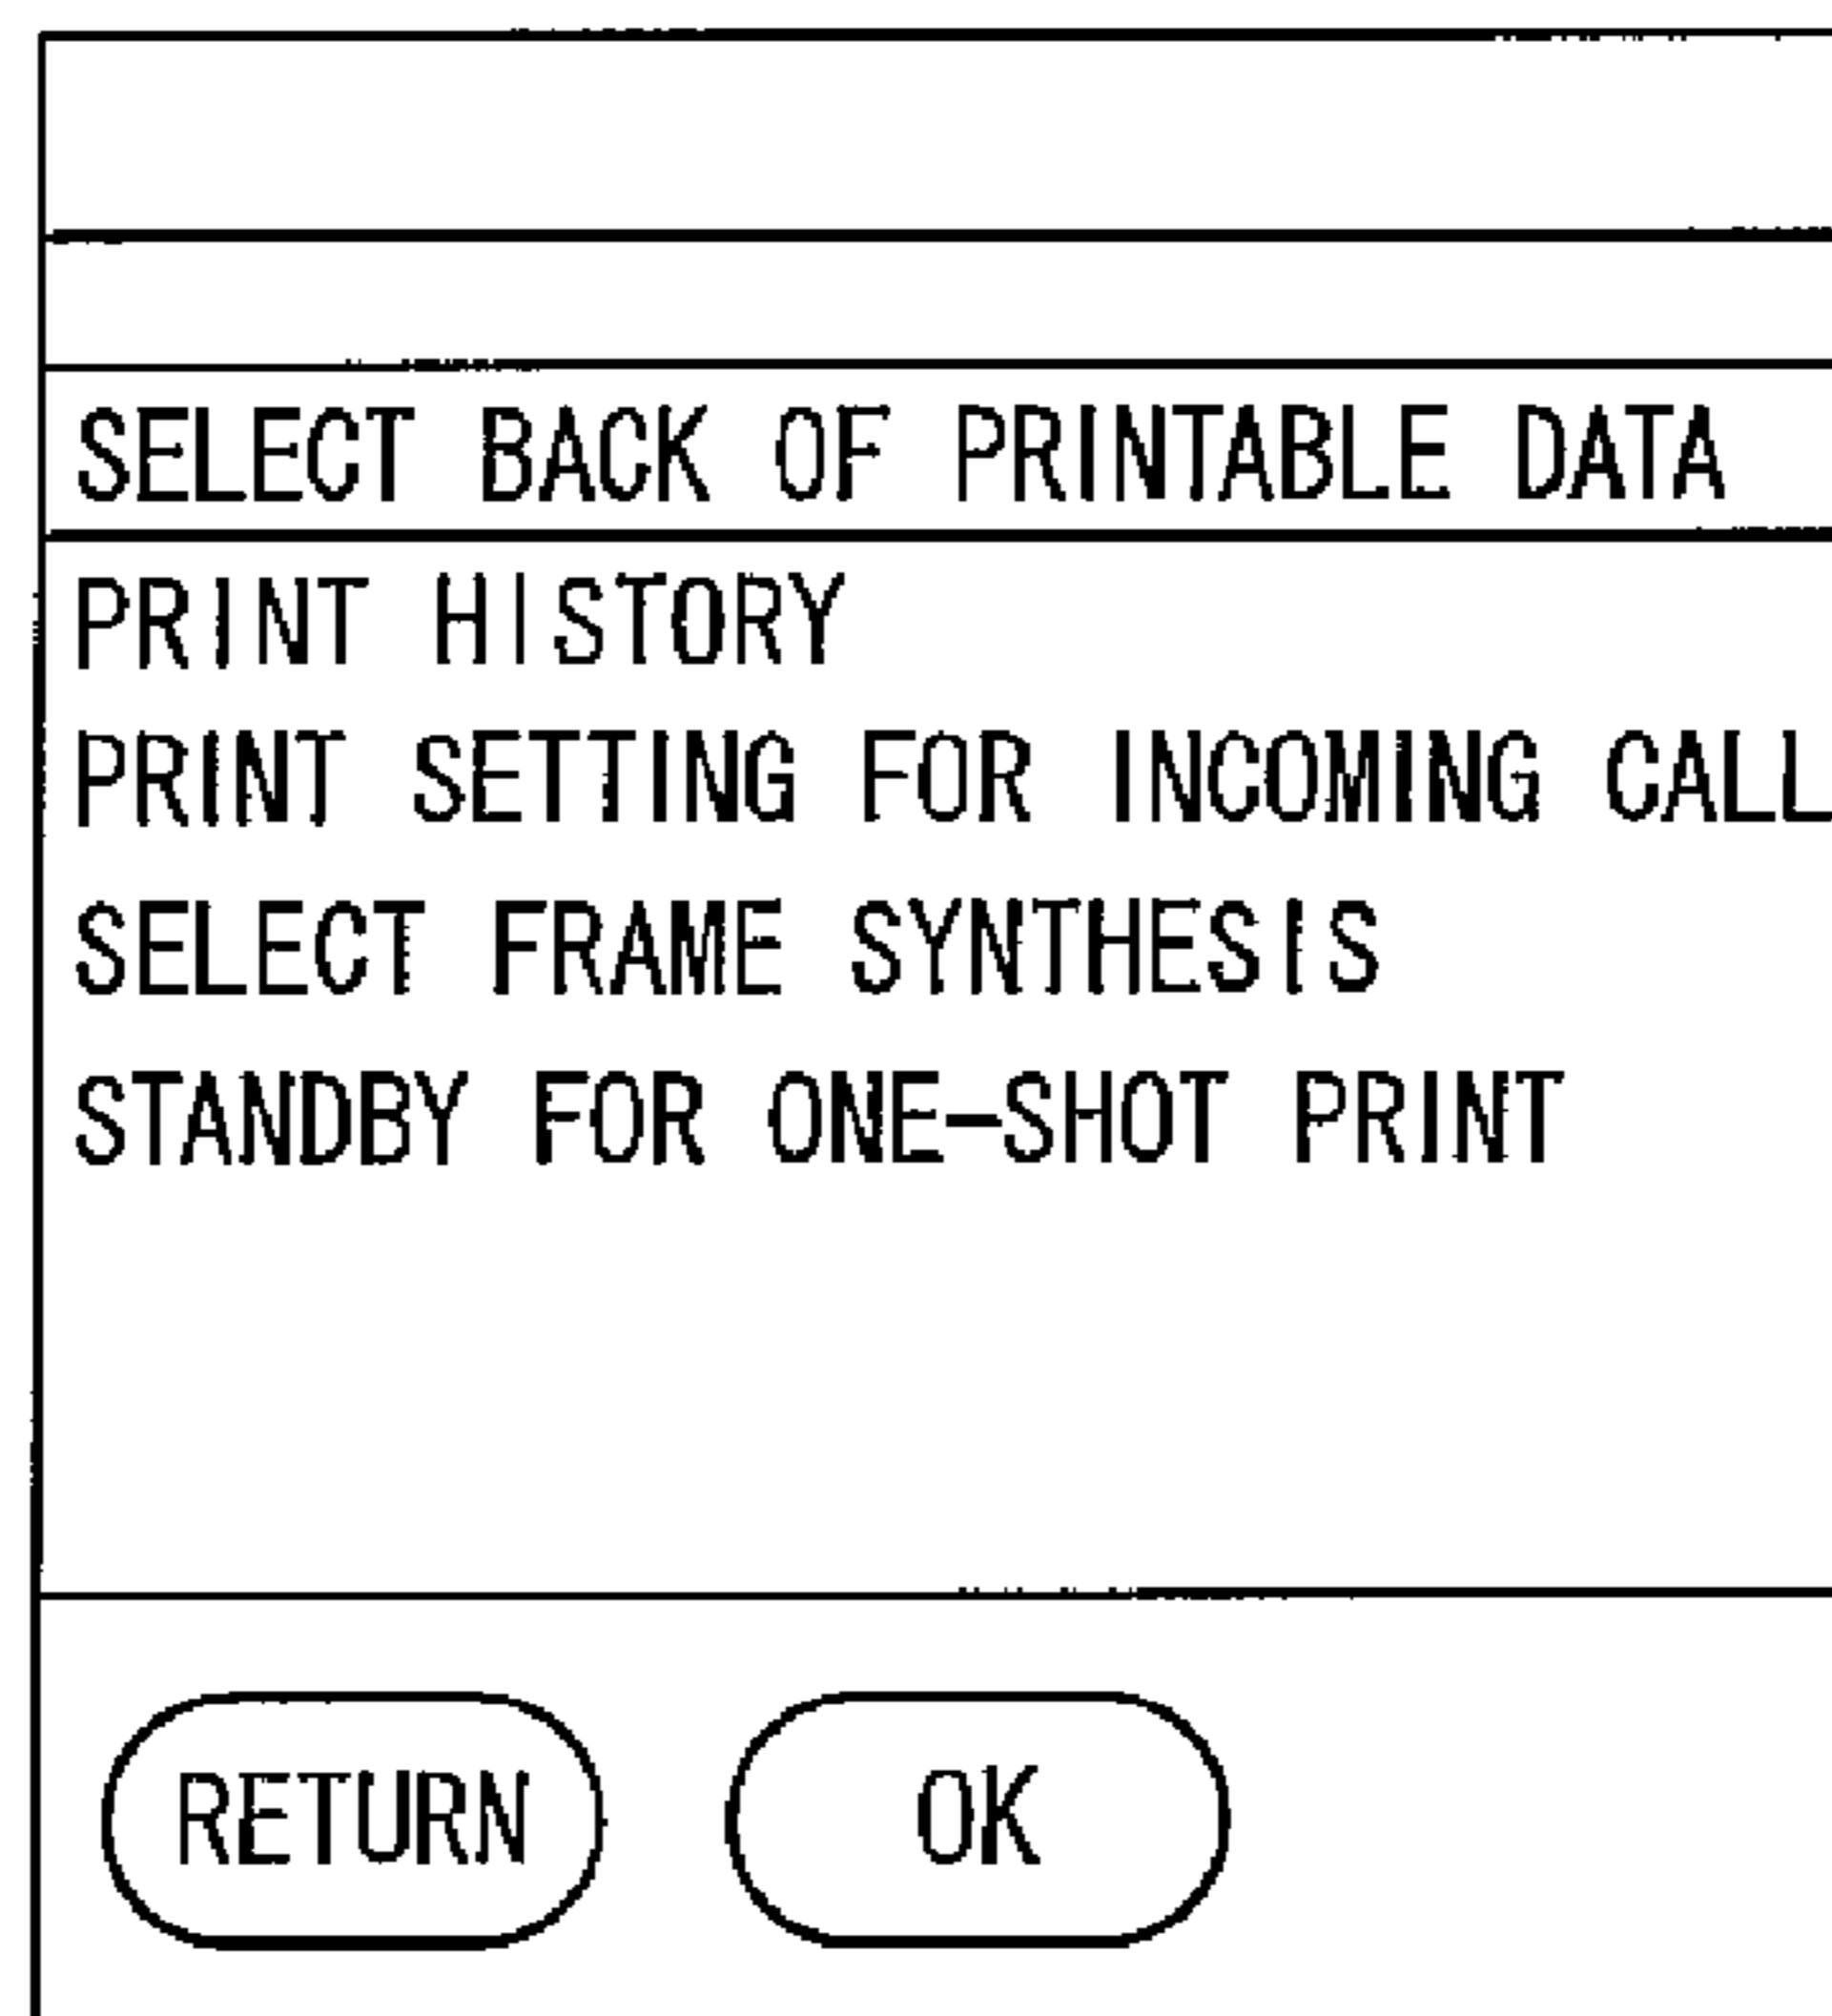 SELECT BACK OF PRINTABLE DATA
PRINT HISTORY
PRINT SETTING FOR INCOMING CALL
SELECT FRAME SYNTHESIS
STANDBY FOR ONE-SHOT PRINT
RETURN OK